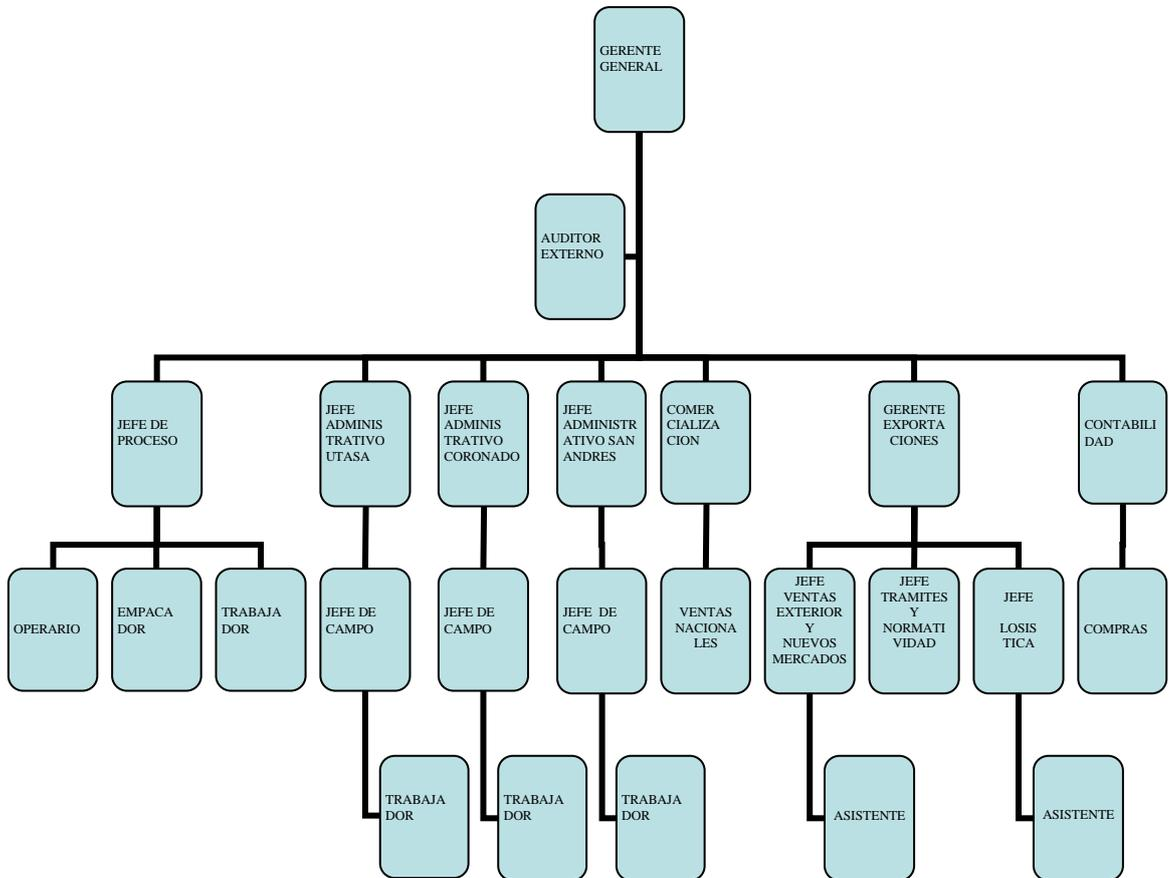 GERENTE
GENERAL
AUDITOR
EXTERNO
JEFE DE
PROCESO
JEFE
ADMINIS
TRATIVO
UTASA
JEFE
ADMINIS
TRATIVO
CORONADO
JEFE
ADMINISTR
ATIVO SAN
ANDRES
COMER
CIALIZA
CION
GERENTE
EXPORTA
CIONES
CONTABILI
DAD
OPERARIO
EMPACA
DOR
TRABAJA
DOR
JEFE DE
CAMPO
JEFE DE
CAMPO
JEFE DE
CAMPO
VENTAS
NACIONA
LES
JEFE
VENTAS
EXTERIOR
Y
NUEVOS
MERCADOS
JEFE
TRAMITES
Y
NORMATI
VIDAD
JEFE
LOSIS
TICA
COMPRAS
TRABAJA
DOR
TRABAJA
DOR
TRABAJA
DOR
ASISTENTE
ASISTENTE